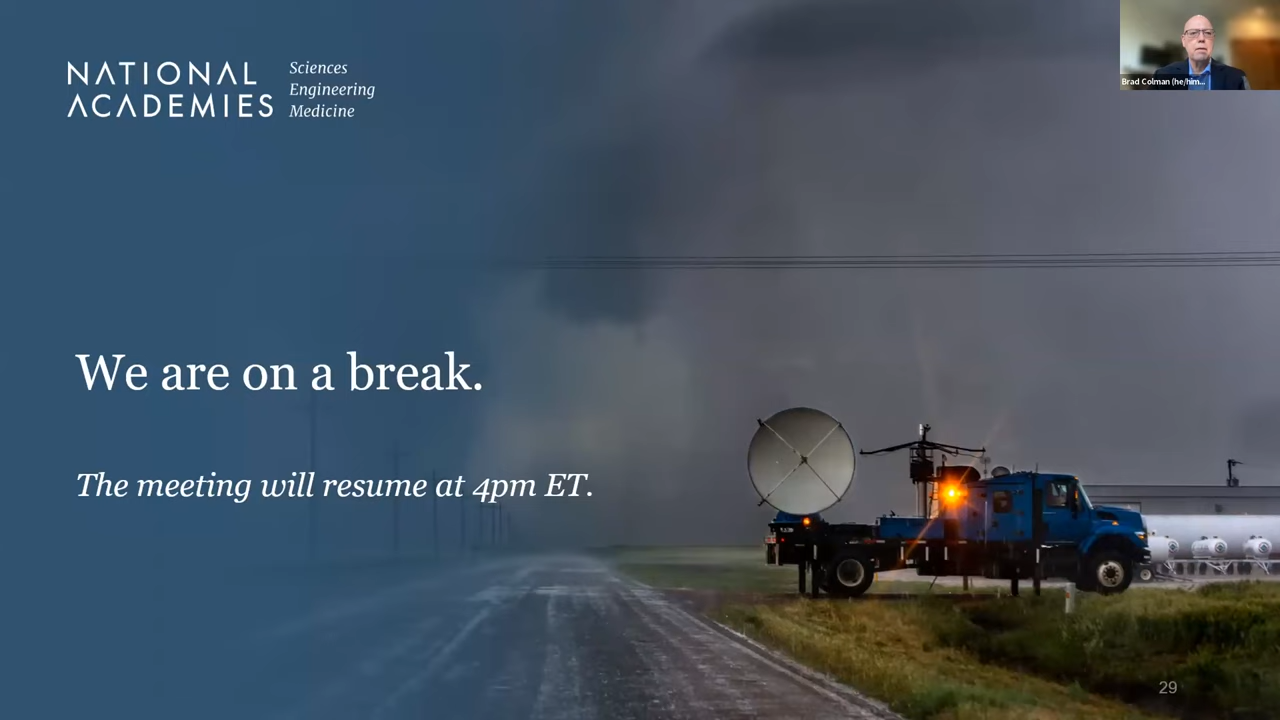 NATIONAL
ACADEMIES
Sciences
Engineering
Medicine
Brad Colman (he/him...
We are on a break.
The meeting will resume at 4pm ET.
29